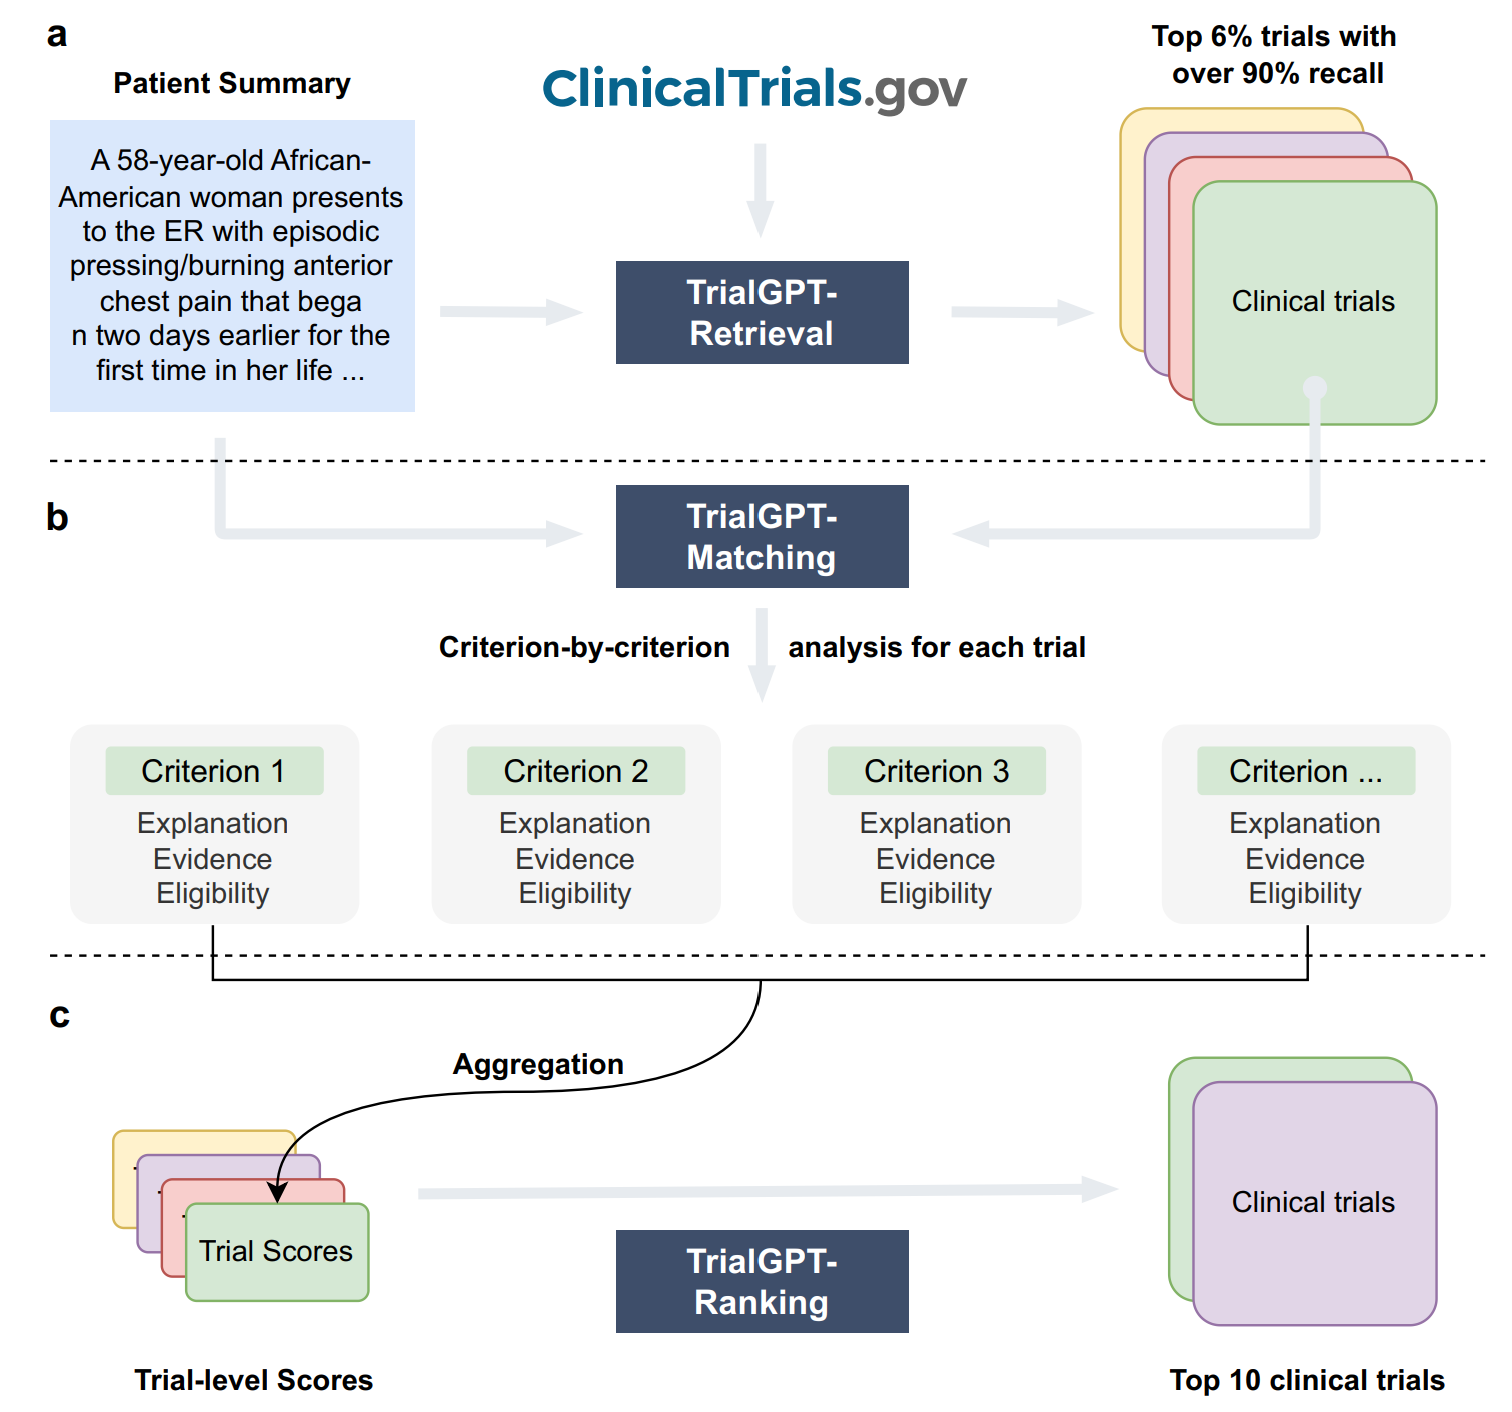 a
Patient Summary
A 58-year-old African-
American woman presents
to the ER with episodic
pressing/burning anterior
chest pain that bega
n two days earlier for the
first time in her life ...
ClinicalTrials.gov
TrialGPT-
Retrieval
Top 6% trials with
over 90% recall
Clinical trials
b
TrialGPT-
Matching
Criterion-by-criterion analysis for each trial
Criterion 1
Explanation
Evidence
Eligibility
Criterion 2
Explanation
Evidence
Eligibility
Criterion 3
Explanation
Evidence
Eligibility
Criterion ...
Explanation
Evidence
Eligibility
c
Aggregation
Trial Scores
Trial-level Scores
TrialGPT-
Ranking
Clinical trials
Top 10 clinical trials